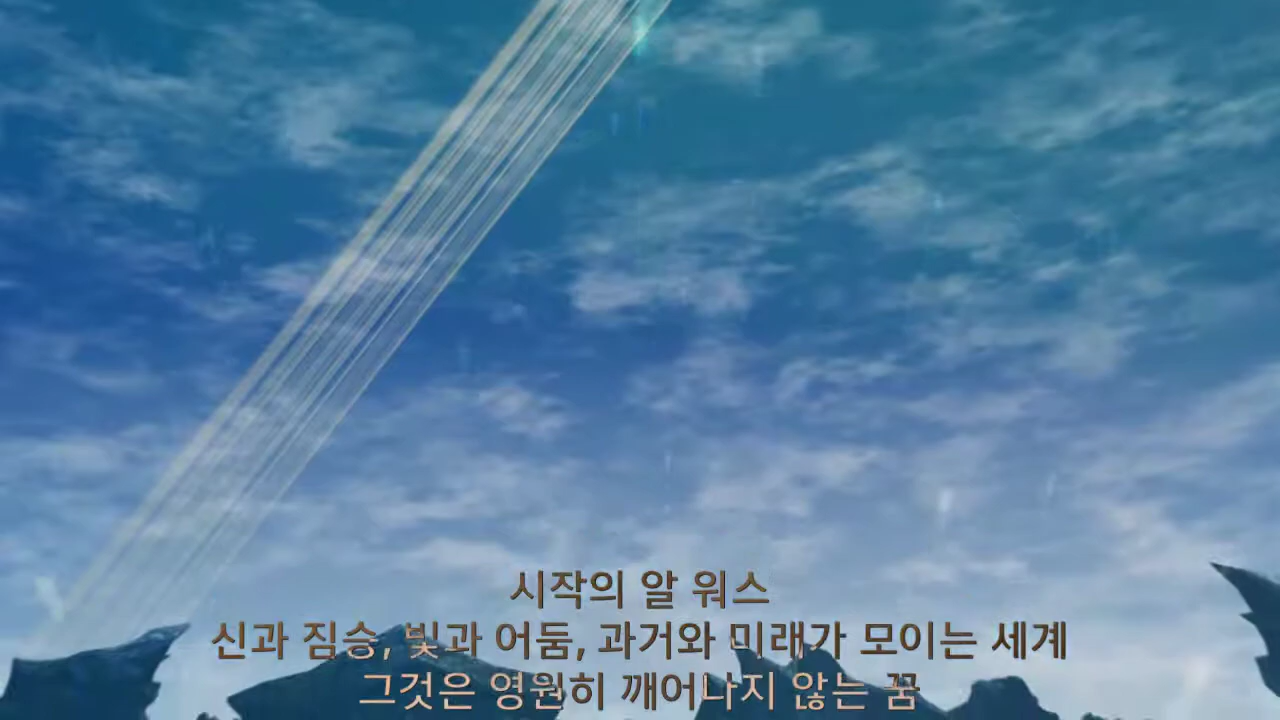 시작의 알 워스
신과 짐승, 빛과 어둠, 과거와 미래가 모이는 세계
그것은 영원히 깨어나지 않는 꿈